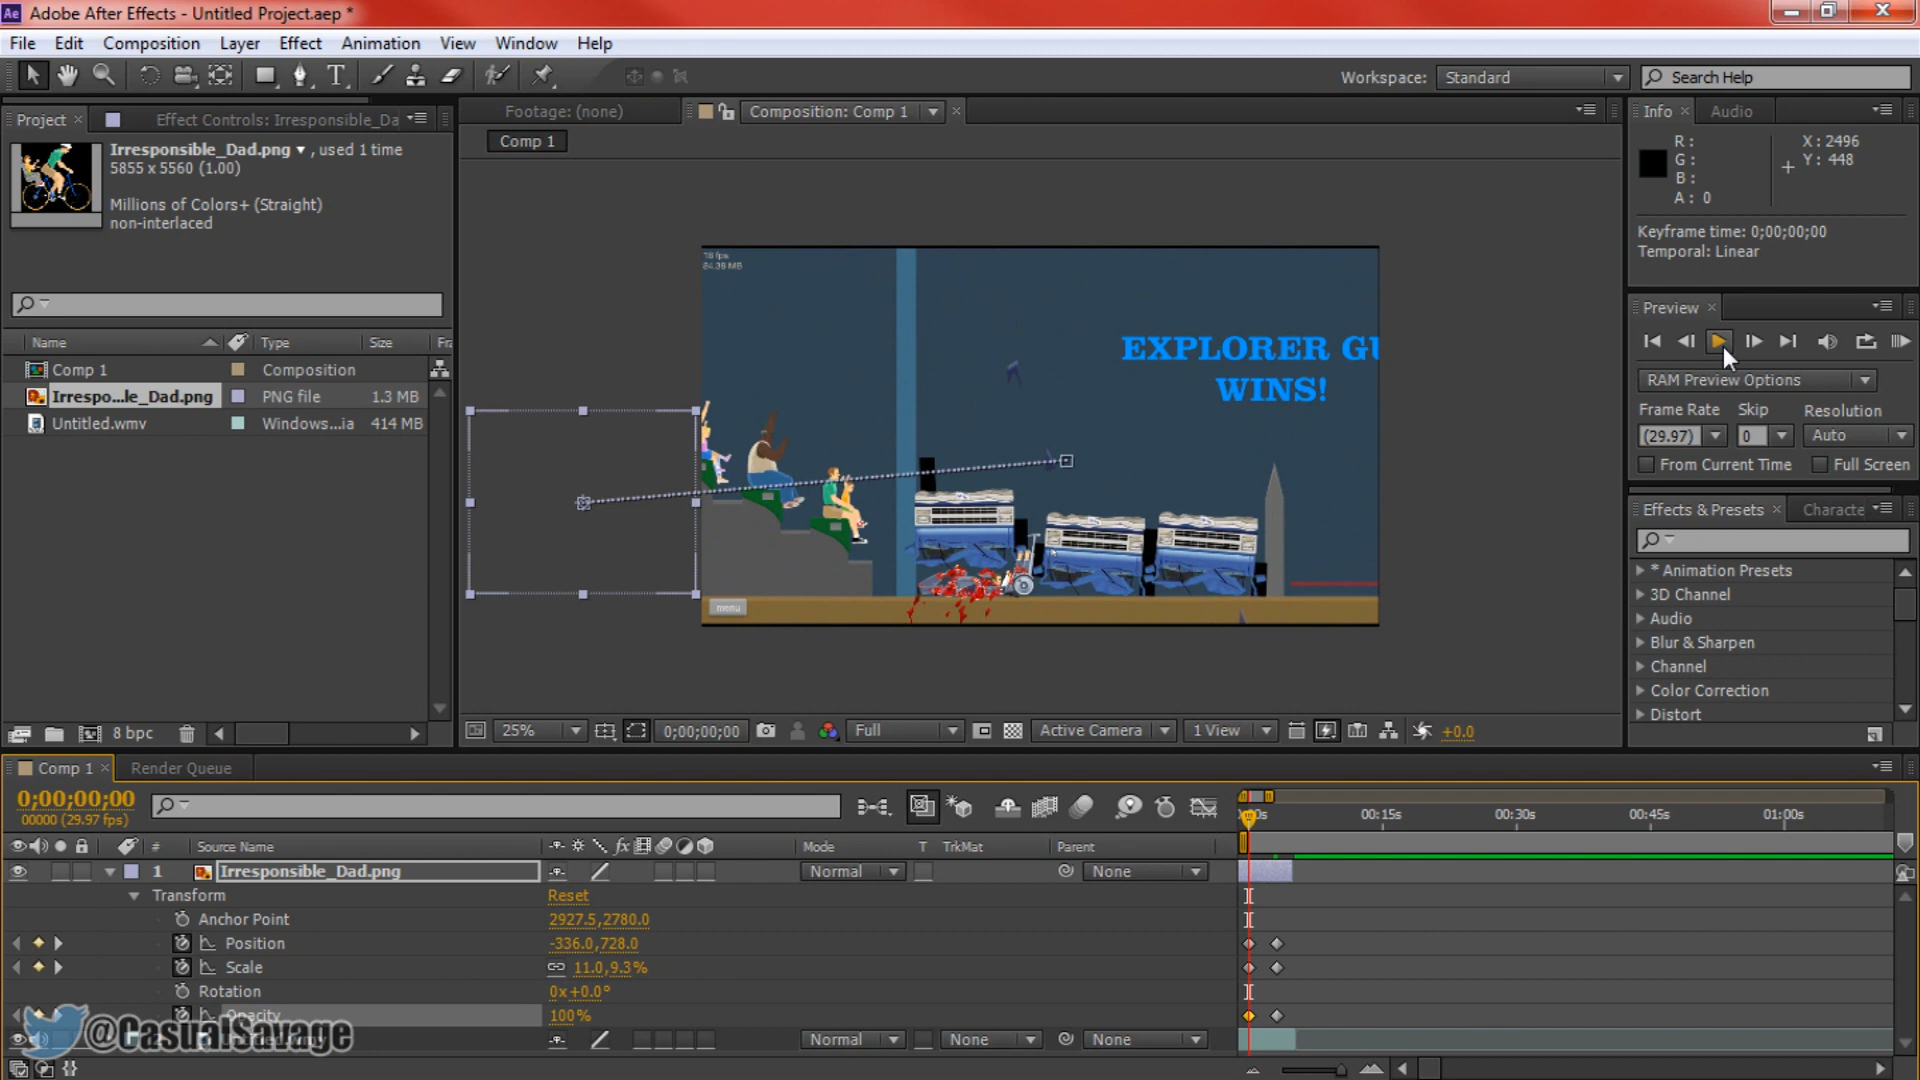 Ae Adobe After Effects - Untitled Project.aep *
File Edit Composition Layer Effect Animation View Window Help
Workspace: Standard Search Help
Project × Effect Controls: Irresponsible_Da
Footage: (none) Composition: Comp 1 ×
Info × Audio
Irresponsible_Dad.png ▾ , used 1 time
5855 x 5560 (1.00)
Millions of Colors+ (Straight)
non-interlaced
Comp 1
R :
G :
B :
A : 0
X : 2496
Y : 448
Keyframe time: 0;00;00;00
Temporal: Linear
Preview ×
RAM Preview Options
Frame Rate Skip Resolution
(29.97) 0 Auto
From Current Time Full Screen
Effects & Presets × Characte
* Animation Presets
3D Channel
Audio
Blur & Sharpen
Channel
Color Correction
Distort
Name Type Size Fra
Comp 1 Composition
Irrespo...le_Dad.png PNG file 1.3 MB
Untitled.wmv Windows...ia 414 MB
18 fps
84.38 MB
EXPLORER GU
WINS!
menu
8 bpc
25% 0;00;00;00 Full Active Camera 1 View +0.0
Comp 1 × Render Queue
0;00;00;00
00000 (29.97 fps)
00s 00:15s 00:30s 00:45s 01:00s
# Source Name Mode T TrkMat Parent
1 Irresponsible_Dad.png Normal None
Transform Reset
Anchor Point 2927.5,2780.0
Position -336.0,728.0
Scale 11.0,9.3%
Rotation 0x+0.0°
Opacity 100%
@CasualSavage
Normal None None